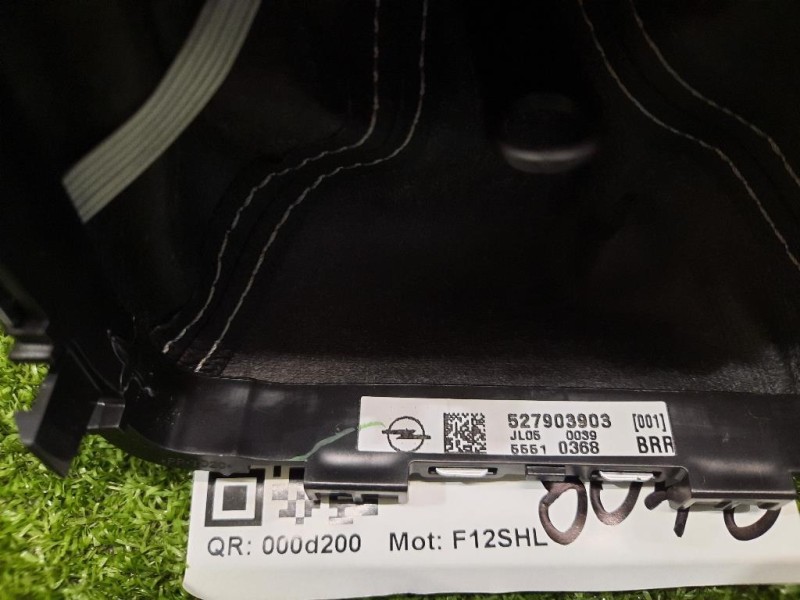 527903903 [001]
JL05 0039
5551 0368 BRR
QR: 000d200 Mot: F12SHL